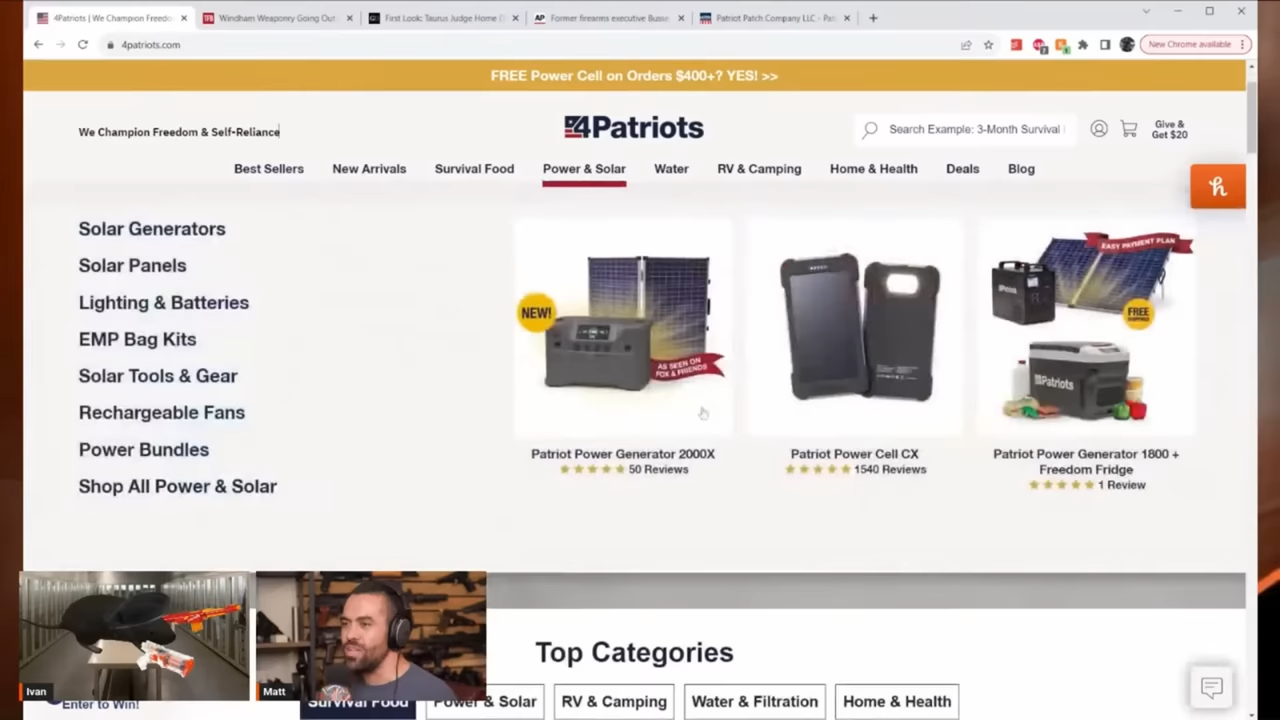 4Patriots | We Champion Freedo
Windham Weaponry Going Out
First Look: Taurus Judge Home
Former firearms executive Busse
Patriot Patch Company LLC - Pat
4patriots.com
New Chrome available
FREE Power Cell on Orders $400+? YES! >>
We Champion Freedom & Self-Reliance
4Patriots
Search Example: 3-Month Survival
Give &
Get $20
Best Sellers
New Arrivals
Survival Food
Power & Solar
Water
RV & Camping
Home & Health
Deals
Blog
Solar Generators
Solar Panels
Lighting & Batteries
EMP Bag Kits
Solar Tools & Gear
Rechargeable Fans
Power Bundles
Shop All Power & Solar
NEW!
AS SEEN ON
FOX & FRIENDS
EASY PAYMENT PLAN
FREE
Patriots
Patriot Power Generator 2000X
50 Reviews
Patriot Power Cell CX
1540 Reviews
Patriot Power Generator 1800 +
Freedom Fridge
1 Review
Top Categories
Survival Food
Power & Solar
RV & Camping
Water & Filtration
Home & Health
Ivan
Matt
Enter to Win!